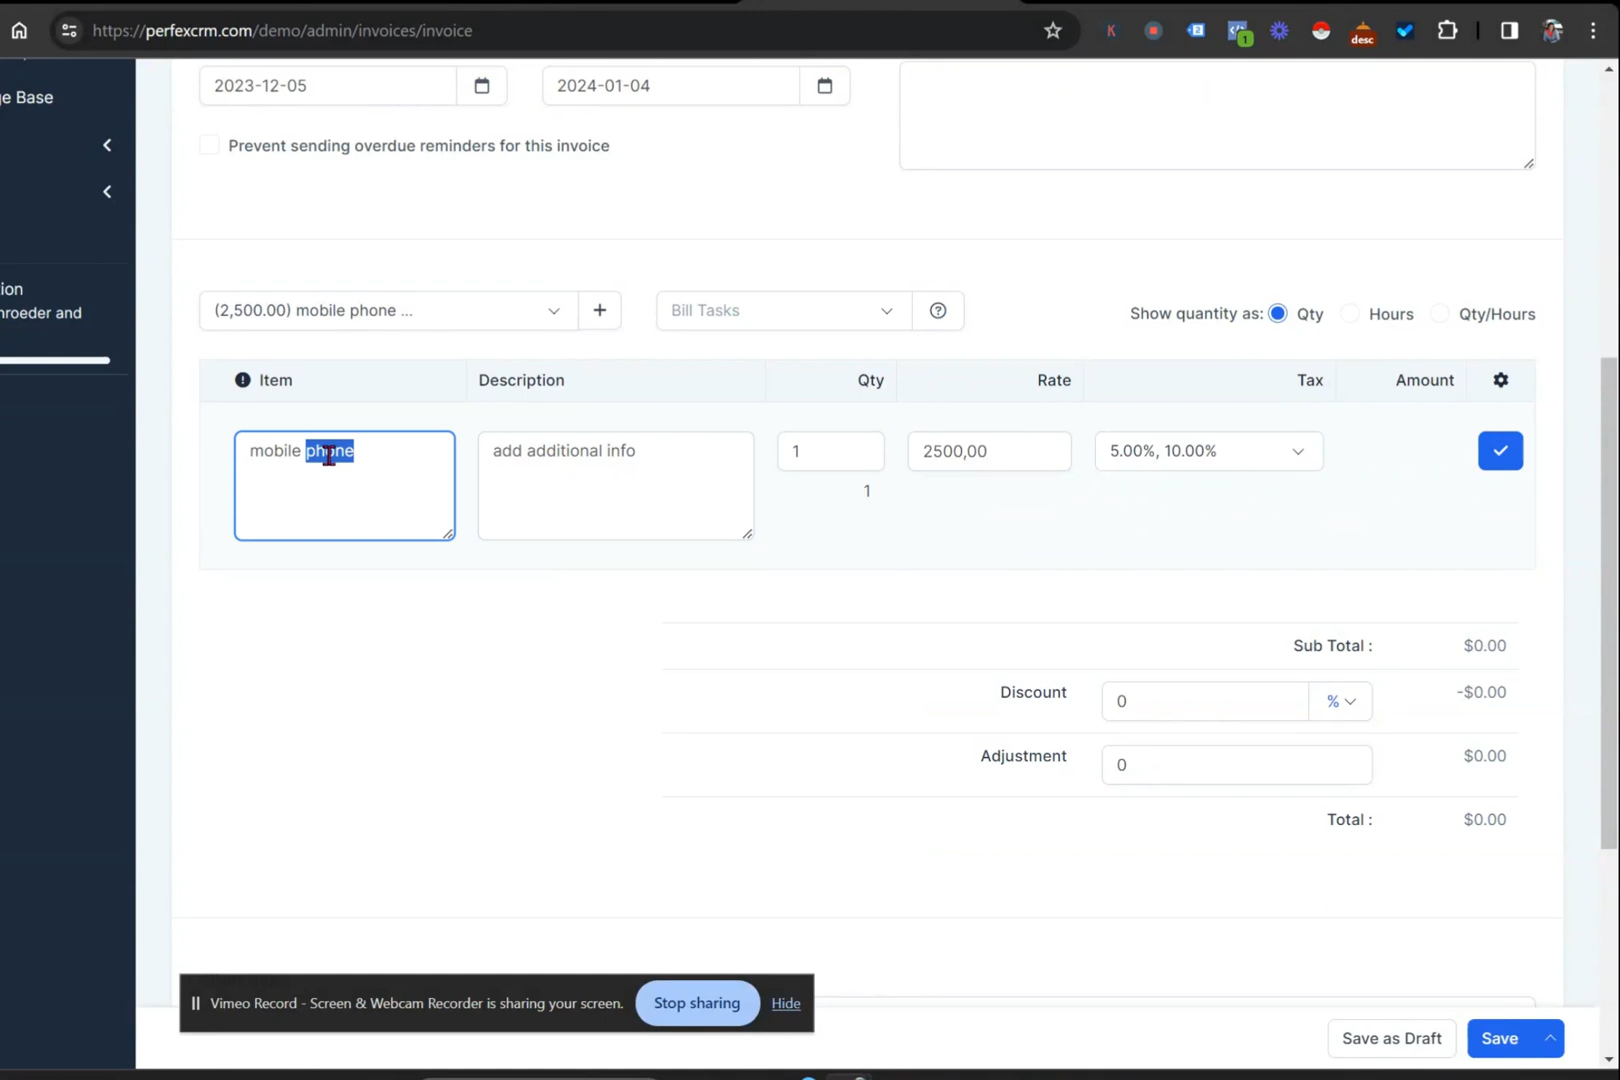 https://perfexcrm.com/demo/admin/invoices/invoice
K
2
1
desc
ge Base
2023-12-05
2024-01-04
Prevent sending overdue reminders for this invoice
tion
hroeder and
(2,500.00) mobile phone ...
+
Bill Tasks
?
Show quantity as:
Qty
Hours
Qty/Hours
Item
Description
Qty
Rate
Tax
Amount
mobile phone
add additional info
1
2500,00
5.00%, 10.00%
1
Sub Total :
$0.00
Discount
0
%
-$0.00
Adjustment
0
$0.00
Total :
$0.00
Vimeo Record - Screen & Webcam Recorder is sharing your screen.
Stop sharing
Hide
Save as Draft
Save